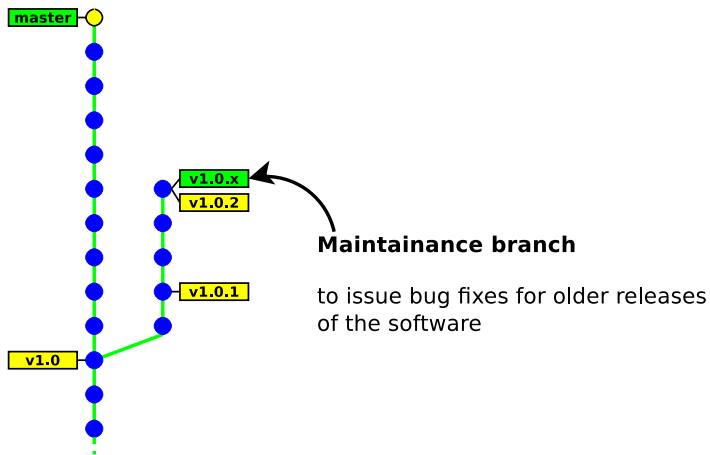 master
v1.0.x
v1.0.2
Maintainance branch
v1.0.1
to issue bug fixes for older releases
of the software
v1.0